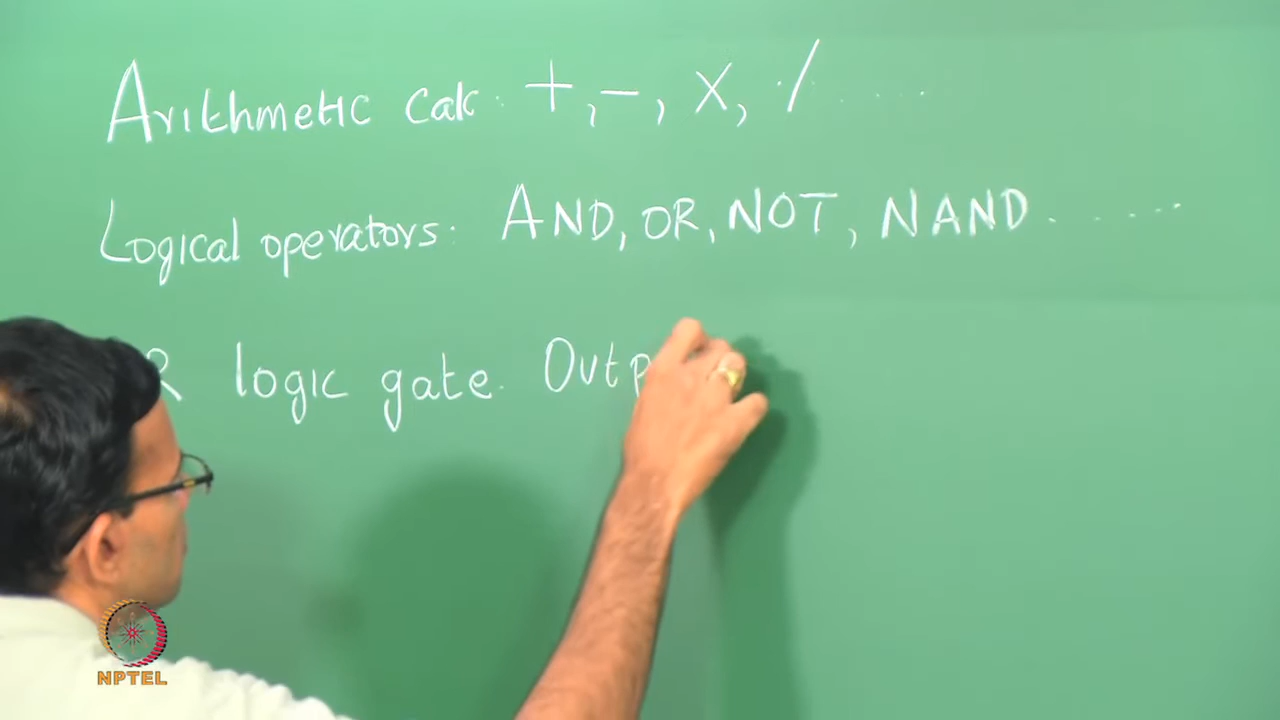 Arithmetic Calc. +, -, X, ·/· ....
Logical operators: AND, OR, NOT, NAND.....
logic gate. Outp
NPTEL